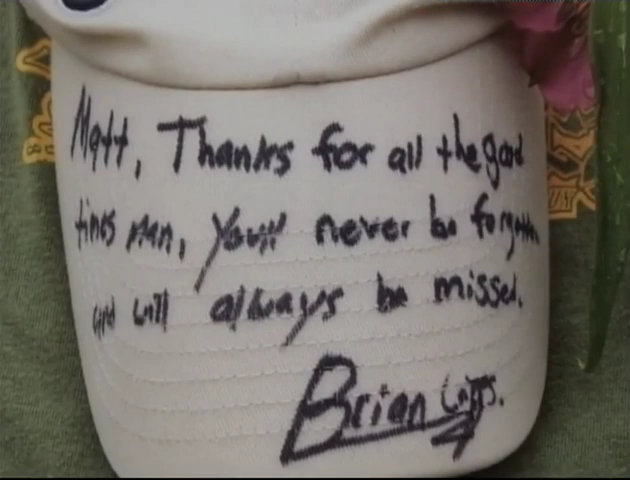 Matt, Thanks for all the good
times man, You'll never be forgotten
and will always be missed.
Brian